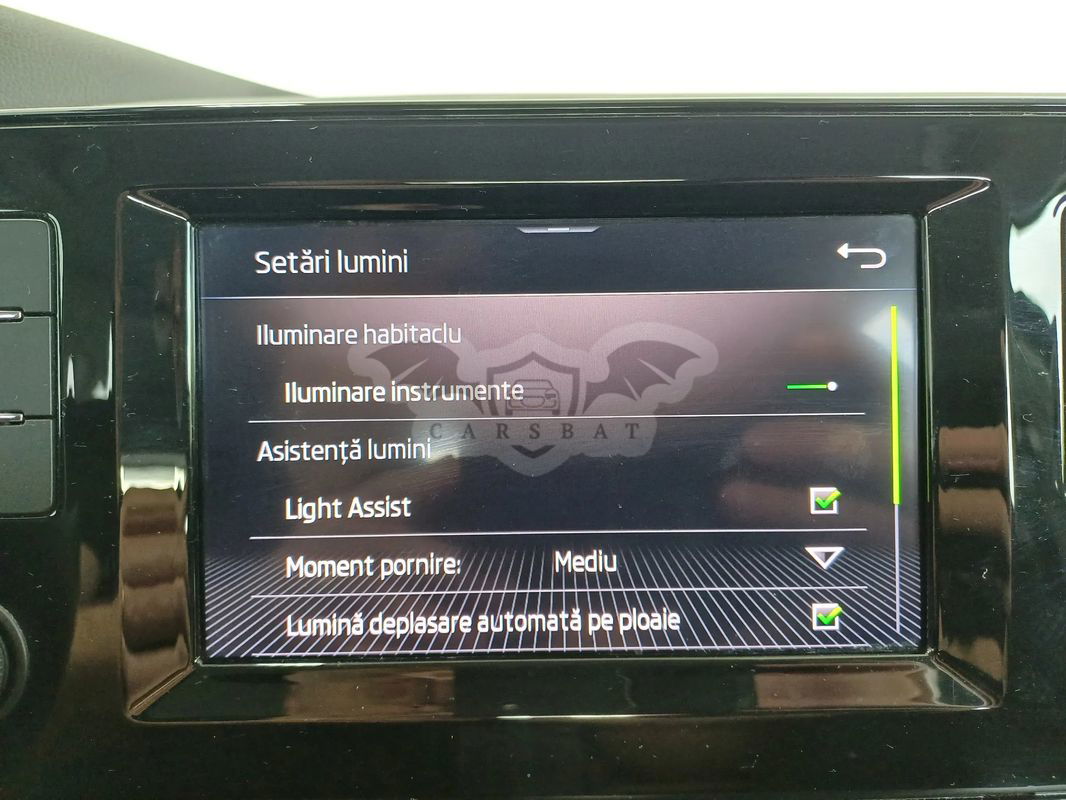 Setări lumini
Iluminare habitaclu
Iluminare instrumente
CARSBAT
Asistență lumini
Light Assist
Moment pornire: Mediu
Lumină deplasare automată pe ploaie